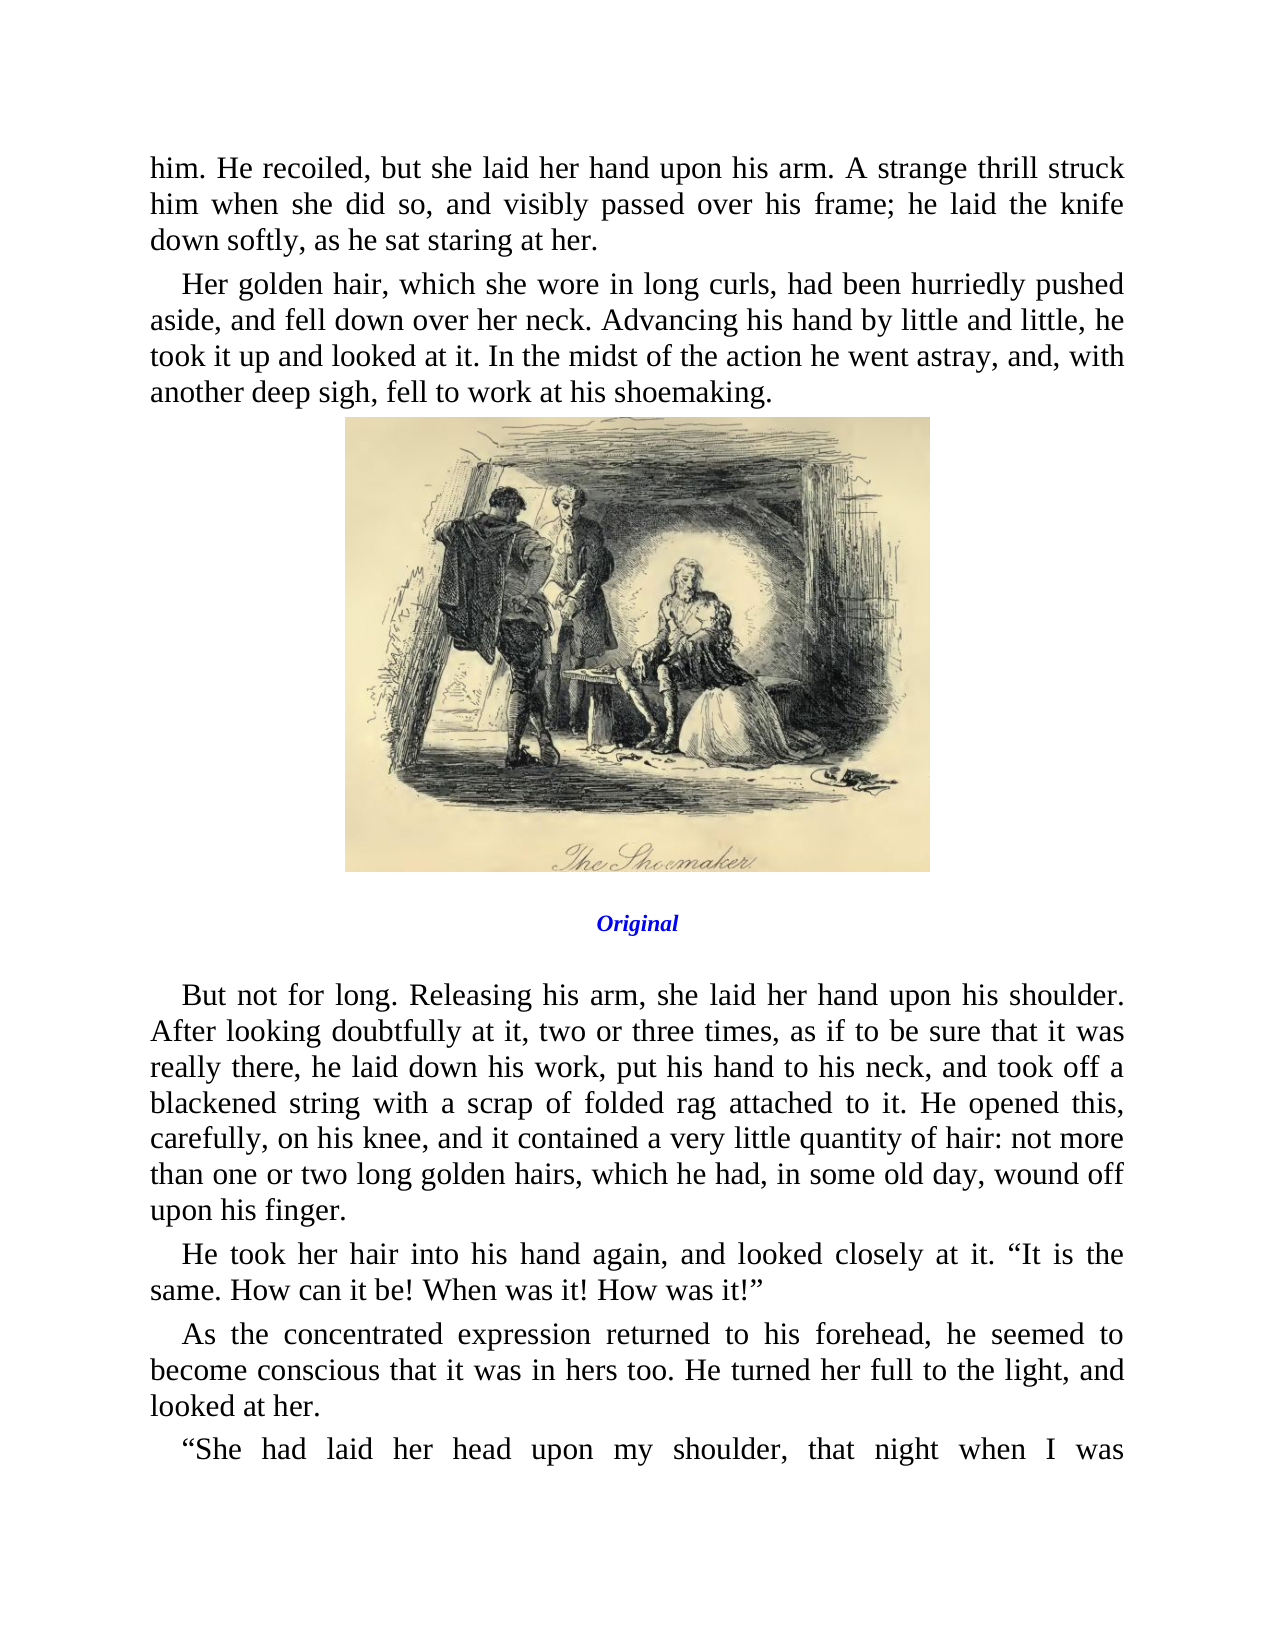 him. He recoiled, but she laid her hand upon his arm. A strange thrill struck
him when she did so, and visibly passed over his frame; he laid the knife
down softly, as he sat staring at her.
Her golden hair, which she wore in long curls, had been hurriedly pushed
aside, and fell down over her neck. Advancing his hand by little and little, he
took it up and looked at it. In the midst of the action he went astray, and, with
another deep sigh, fell to work at his shoemaking.
The Shoemaker.
Original
But not for long. Releasing his arm, she laid her hand upon his shoulder.
After looking doubtfully at it, two or three times, as if to be sure that it was
really there, he laid down his work, put his hand to his neck, and took off a
blackened string with a scrap of folded rag attached to it. He opened this,
carefully, on his knee, and it contained a very little quantity of hair: not more
than one or two long golden hairs, which he had, in some old day, wound off
upon his finger.
He took her hair into his hand again, and looked closely at it. “It is the
same. How can it be! When was it! How was it!”
As the concentrated expression returned to his forehead, he seemed to
become conscious that it was in hers too. He turned her full to the light, and
looked at her.
“She had laid her head upon my shoulder, that night when I was